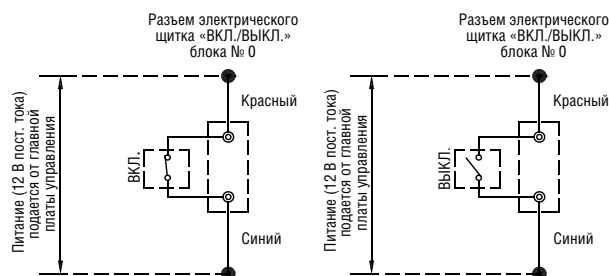 Разъем электрического
щитка «ВКЛ./ВЫКЛ.»
блока № 0
Красный
ВКЛ.
Питание (12 В пост. тока)
подается от главной
платы управления
Синий
Разъем электрического
щитка «ВКЛ./ВЫКЛ.»
блока № 0
Красный
ВЫКЛ.
Питание (12 В пост. тока)
подается от главной
платы управления
Синий